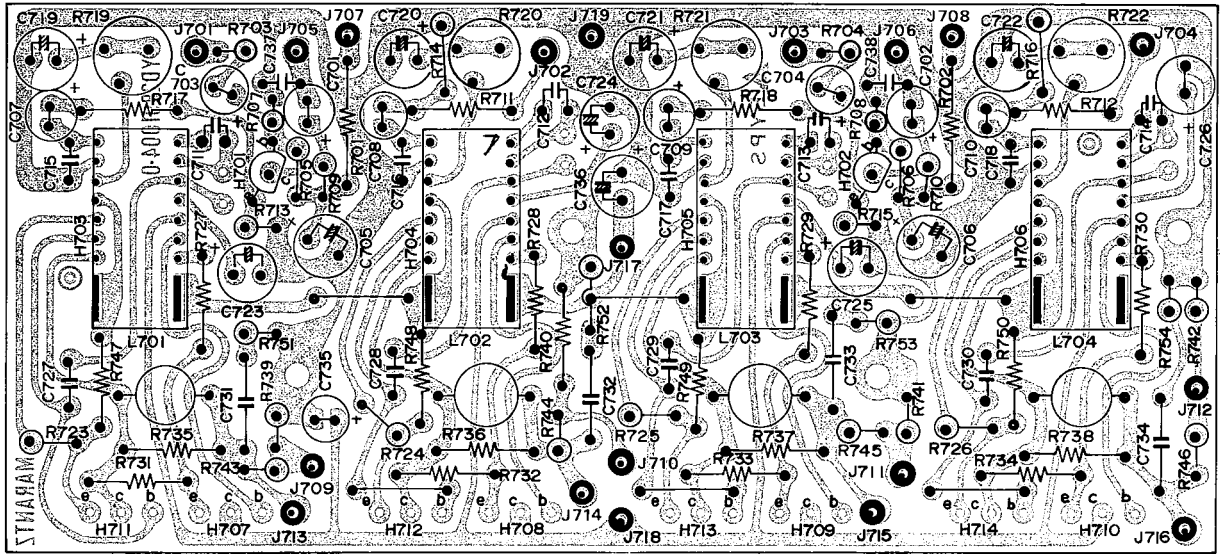 C719 R719 J701 R703 J705 J707 C720 R720 J719 C721 R721 J703 R704 J706 J708 C722 R722
C737 C701 R714 J702 C738 C702 R716 J704
C703 C724 C704 R702
C707 R717 R711 R718 R712
C711 R701 C708 C712 C709 C713 R708 C710 C718 C726
C715 H701 R705 R709 7 C736 C717 H702 R706 R710
H703 R727 R713 C705 H704 R728 H705 R729 R715 C706 H706 R730
J717
L701 C723 L702 R752 L703 C725 L704
C727 R747 R751 C728 R748 R740 C729 R749 C733 R753 C730 R750 R754 R742
C731 R739 C735 C732 R741 J712
R723 R735 R724 R736 R744 R725 R737 R745 R726 R738 C734 R746
R731 R743 J709 R732 J710 R733 J711 R734
e c b e c b e c b e c b e c b e c b
H711 H707 J713 H712 H708 J714 J718 H713 H709 J715 H714 H710 J716
MARANTZ